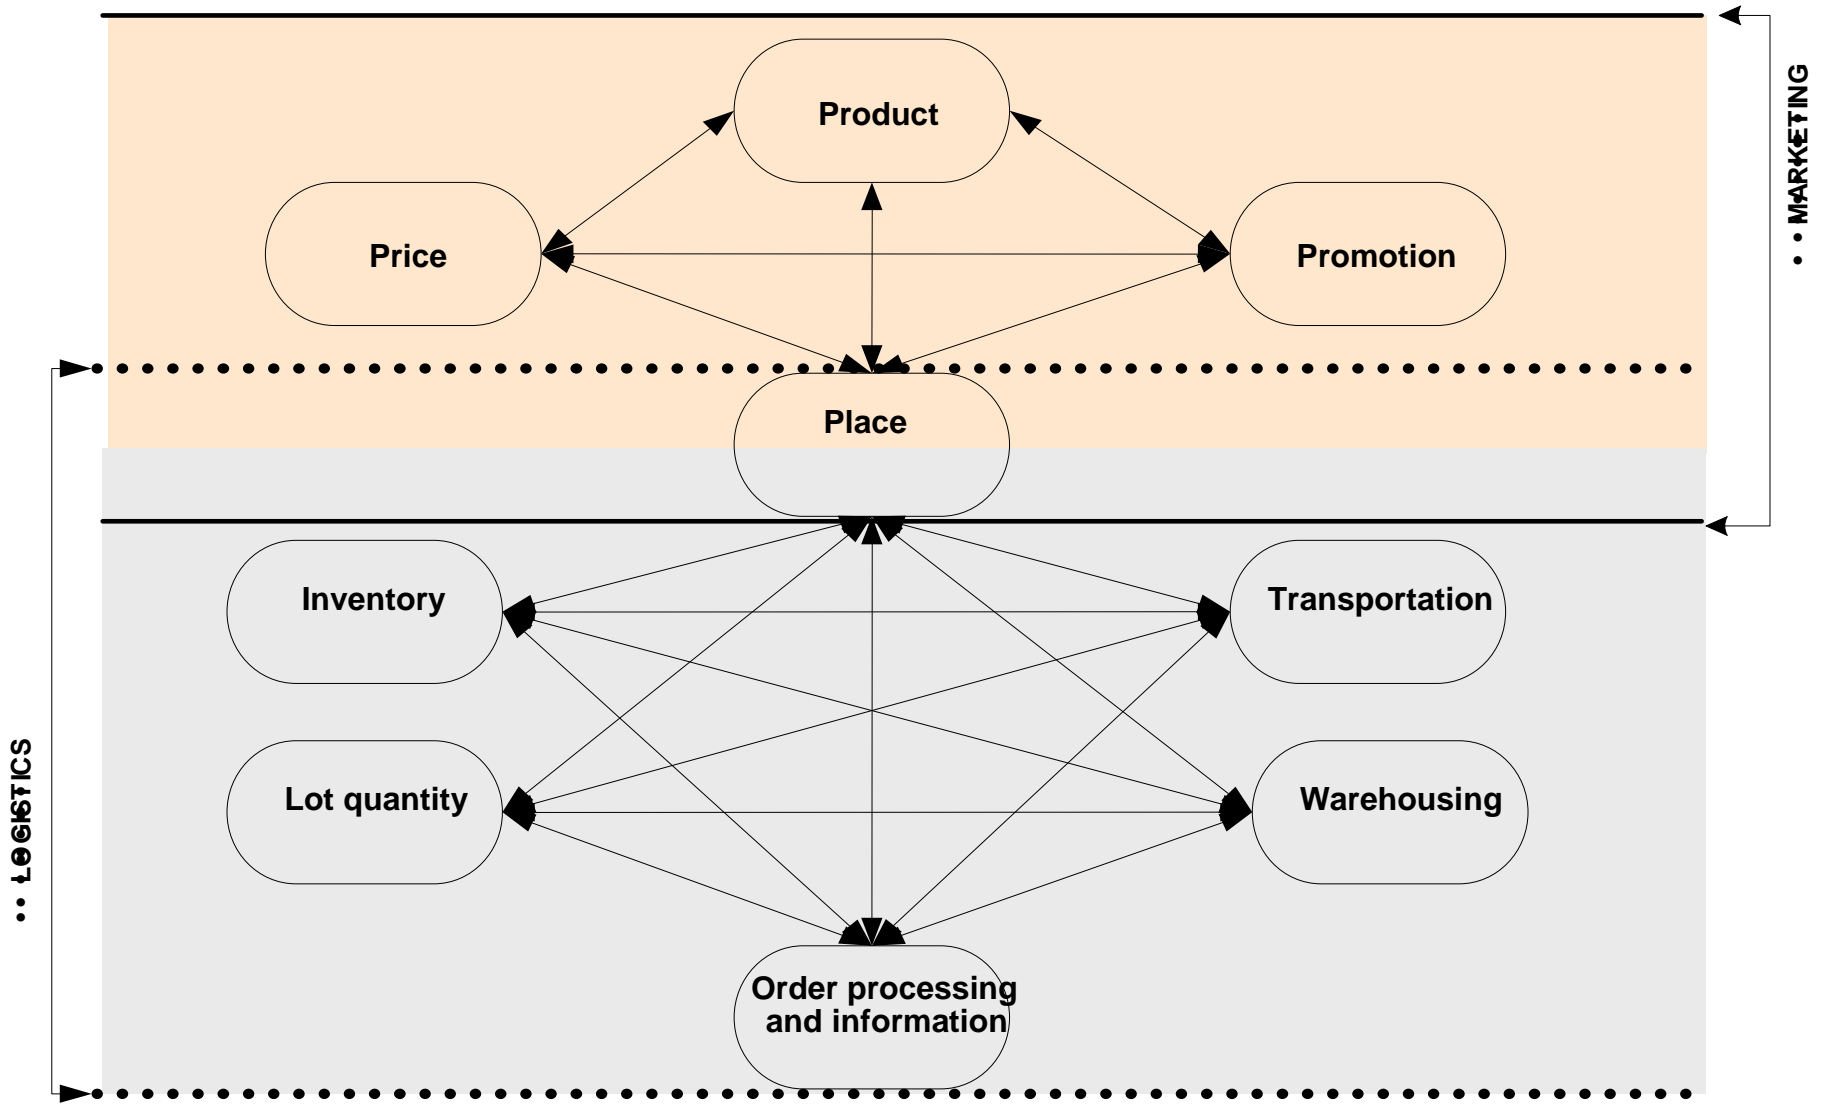 Product
MARKETING
Price
Promotion
Place
Inventory
Transportation
LOGISTICS
Lot quantity
Warehousing
Order processing
and information